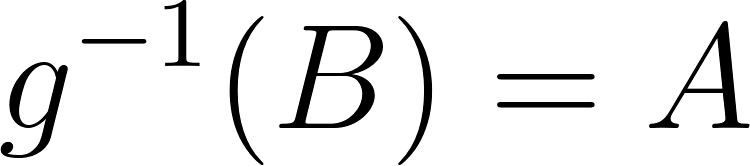 g⁻¹(B) = A